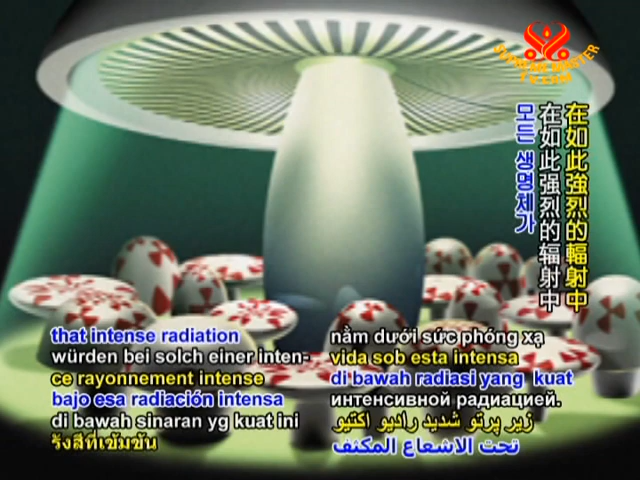 SUPREME MASTER
TV.COM
在如此強烈的輻射中
在如此强烈的辐射中
모든 생명체가
that intense radiation
würden bei solch einer inten-
ce rayonnement intense
bajo esa radiación intensa
di bawah sinaran yg kuat ini
รังสีที่เข้มข้น
nằm dưới sức phóng xạ
vida sob esta intensa
di bawah radiasi yang kuat
интенсивной радиацией.
زیر پرتو شدید رادیو اکتیو
تحت الاشعاع المكثف